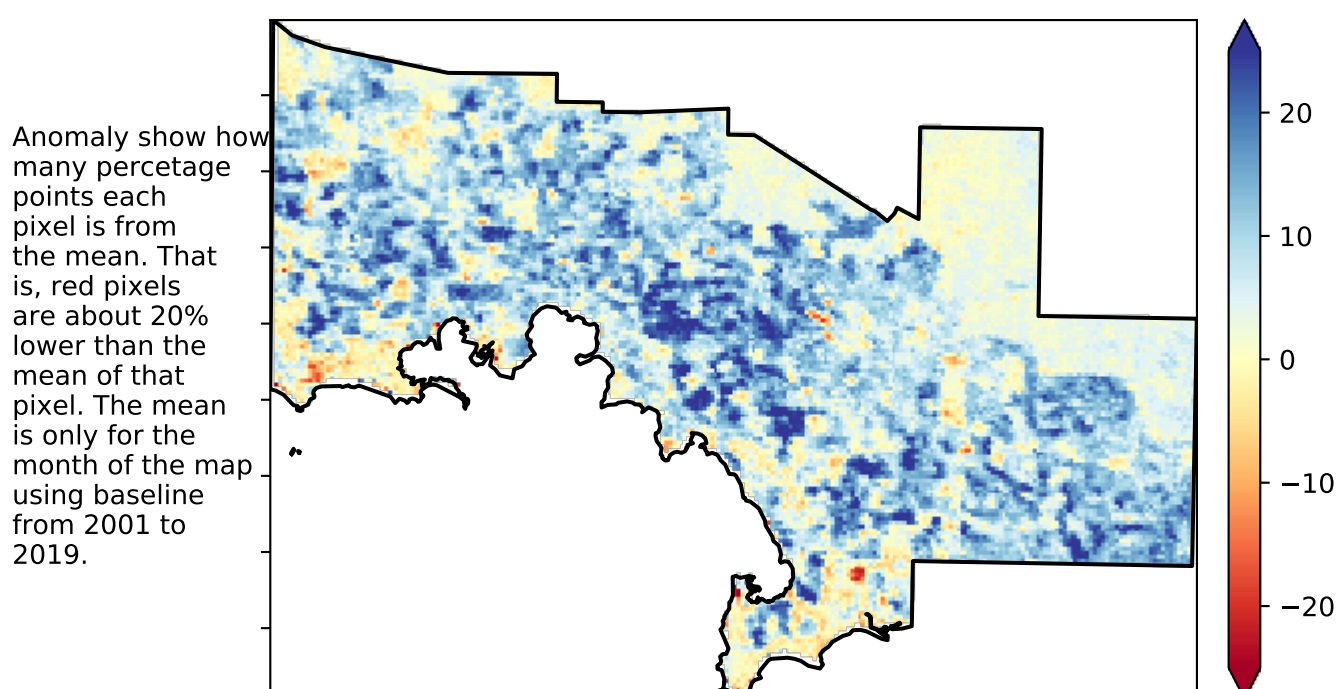 Anomaly show how
many percetage
points each
pixel is from
the mean. That
is, red pixels
are about 20%
lower than the
mean of that
pixel. The mean
is only for the
month of the map
using baseline
from 2001 to
2019.
20
10
0
−10
−20